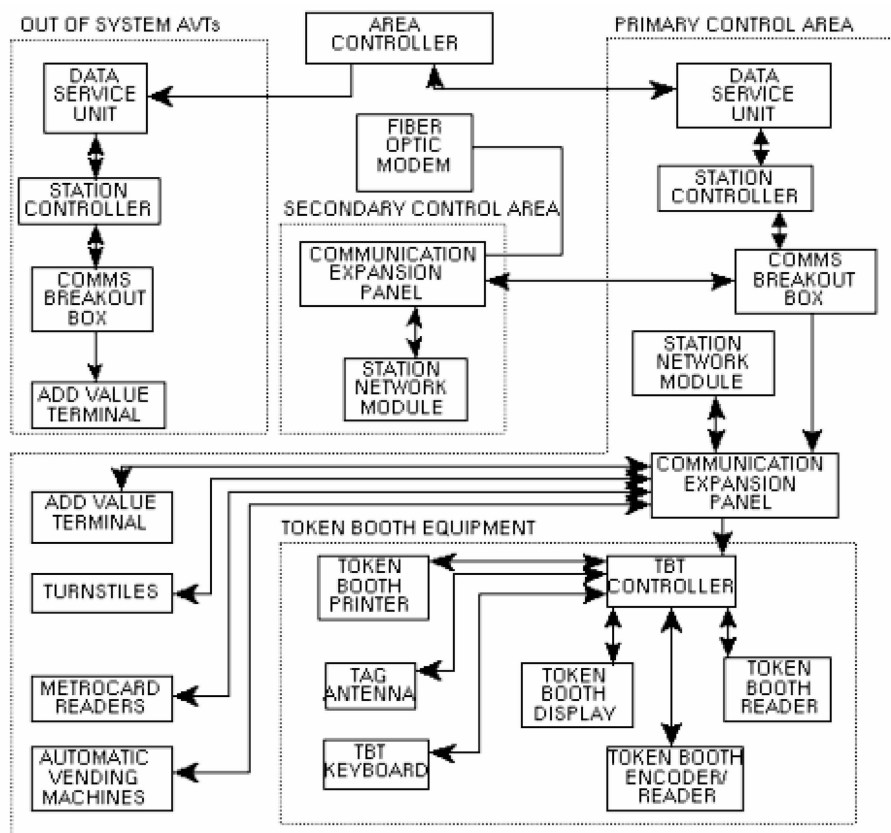 OUT OF SYSTEM AVTs
AREA
CONTROLLER
PRIMARY CONTROL AREA
DATA
SERVICE
UNIT
DATA
SERVICE
UNIT
FIBER
OPTIC
MODEM
STATION
CONTROLLER
STATION
CONTROLLER
SECONDARY CONTROL AREA
COMMUNICATION
EXPANSION
PANEL
COMMS
BREAKOUT
BOX
COMMS
BREAKOUT
BOX
STATION
NETWORK
MODULE
STATION
NETWORK
MODULE
ADD VALUE
TERMINAL
COMMUNICATION
EXPANSION
PANEL
ADD VALUE
TERMINAL
TOKEN BOOTH EQUIPMENT
TOKEN
BOOTH
PRINTER
TBT
CONTROLLER
TURNSTILES
TAG
ANTENNA
TOKEN
BOOTH
DISPLAY
TOKEN
BOOTH
READER
METROCARD
READERS
TBT
KEYBOARD
TOKEN BOOTH
ENCODER/
READER
AUTOMATIC
VENDING
MACHINES